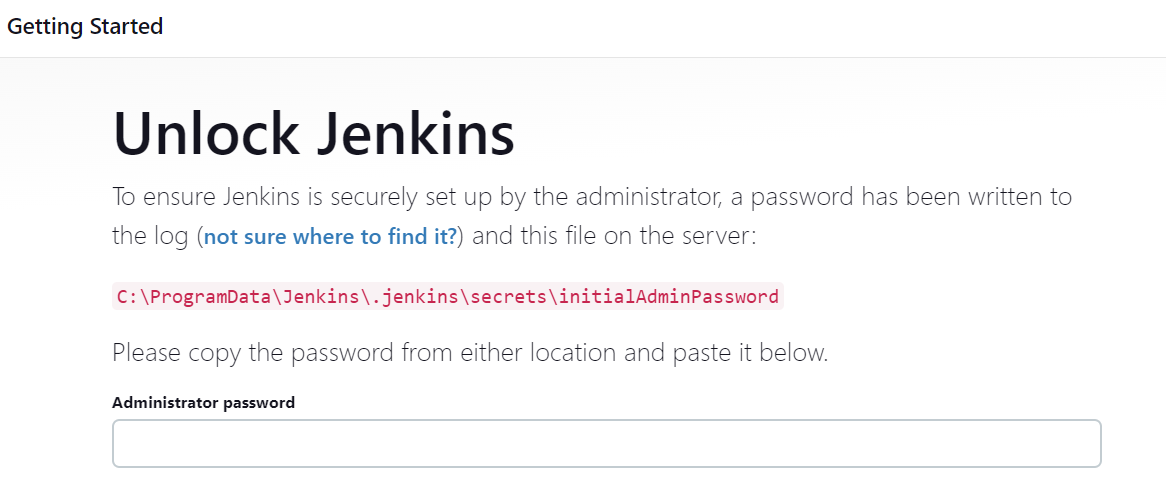 Getting Started
Unlock Jenkins
To ensure Jenkins is securely set up by the administrator, a password has been written to
the log (not sure where to find it?) and this file on the server:
C:\ProgramData\Jenkins\.jenkins\secrets\initialAdminPassword
Please copy the password from either location and paste it below.
Administrator password